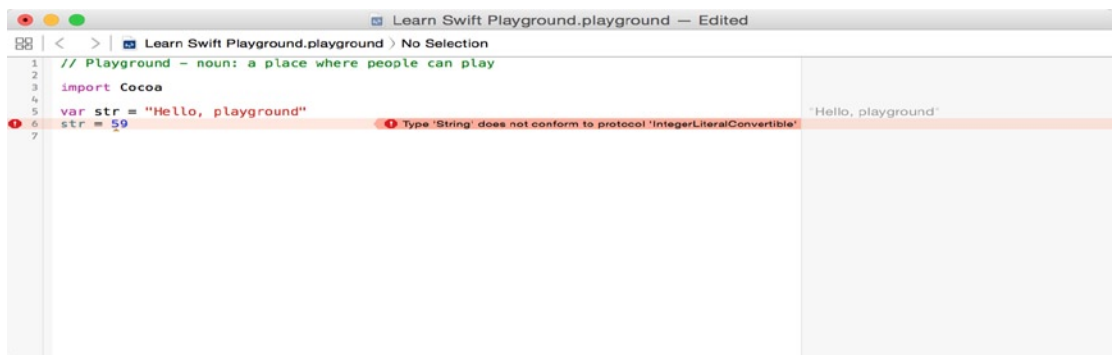 Learn Swift Playground.playground — Edited
Learn Swift Playground.playground 〉 No Selection
1 // Playground – noun: a place where people can play
2
3 import Cocoa
4
5 var str = "Hello, playground" "Hello, playground"
6 str = 59 Type 'String' does not conform to protocol 'IntegerLiteralConvertible'
7